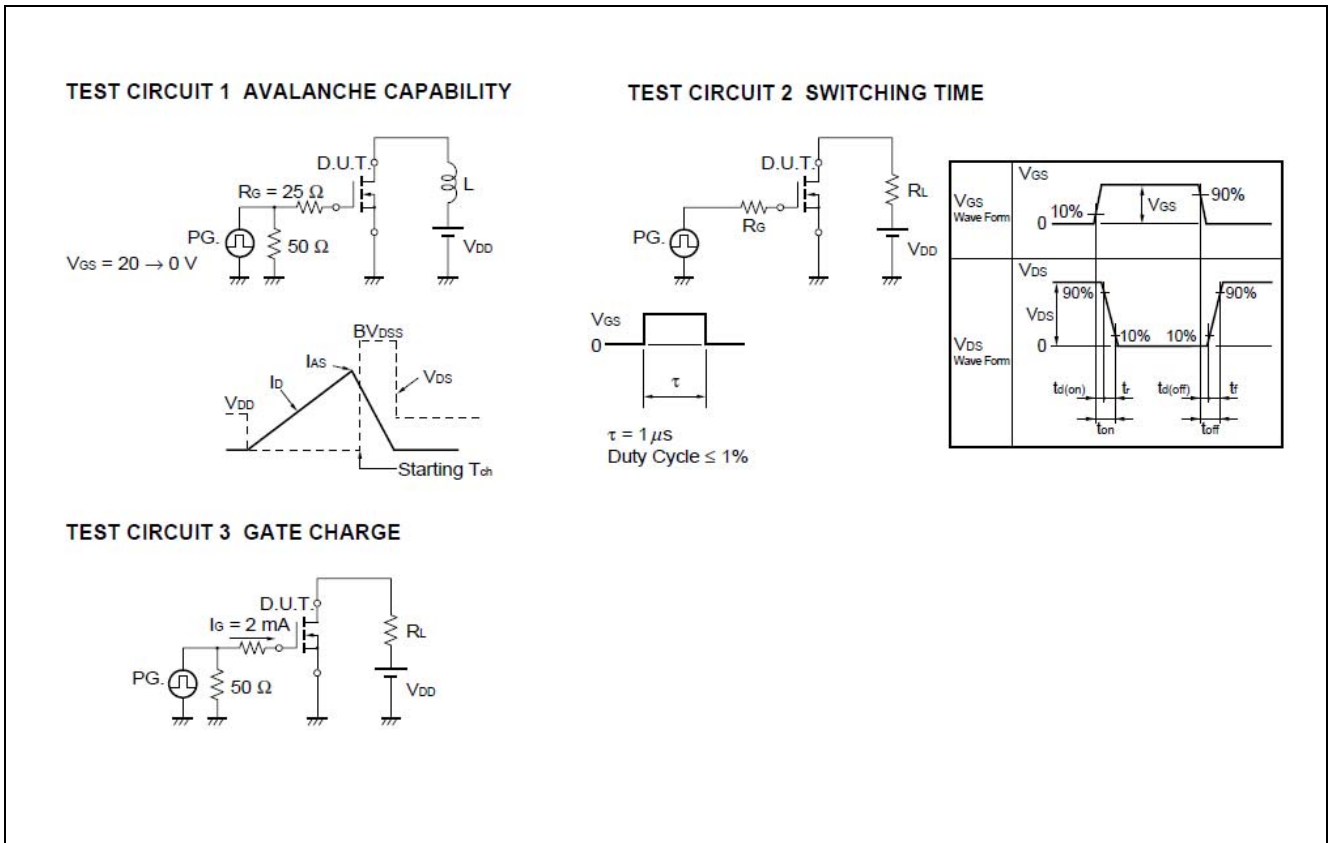 TEST CIRCUIT 1 AVALANCHE CAPABILITY
D.U.T.
RG = 25 Ω
L
PG.
50 Ω
VDD
VGS = 20 → 0 V
BVDSS
IAS
ID
VDS
VDD
Starting Tch
TEST CIRCUIT 2 SWITCHING TIME
D.U.T.
RL
RG
PG.
VDD
VGS
0
τ
τ = 1 μs
Duty Cycle ≤ 1%
VGS
Wave Form
VGS
10%
0
VGS
90%
VDS
Wave Form
VDS
90%
VDS
0
10%
10%
90%
td(on)
tr
td(off)
tf
ton
toff
TEST CIRCUIT 3 GATE CHARGE
D.U.T.
IG = 2 mA
RL
PG.
50 Ω
VDD